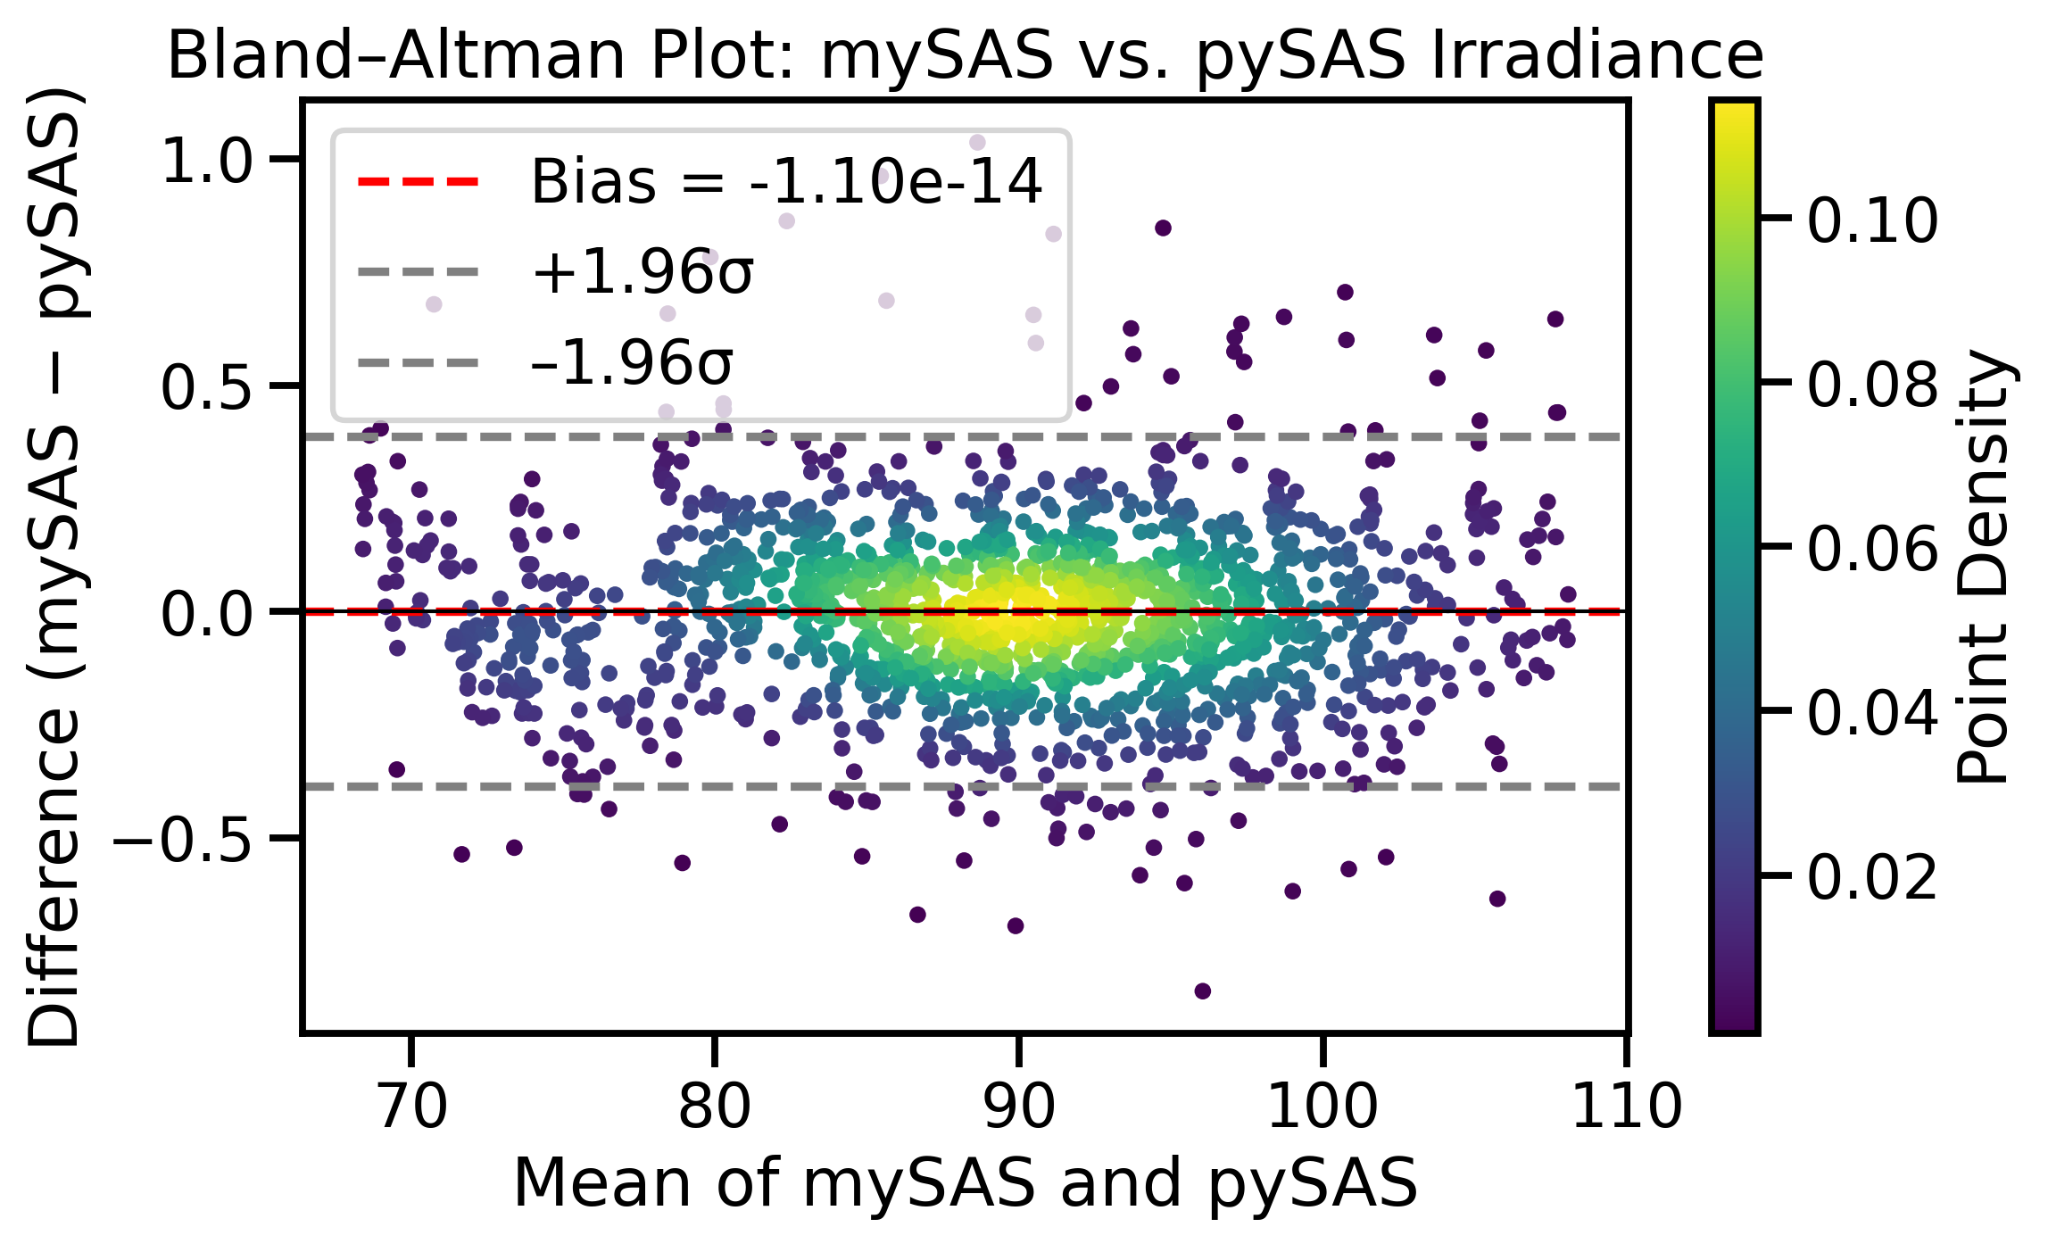 Bland–Altman Plot: mySAS vs. pySAS Irradiance
Difference (mySAS − pySAS)
1.0
0.5
0.0
−0.5
Bias = -1.10e-14
+1.96σ
–1.96σ
70
80
90
100
110
Mean of mySAS and pySAS
0.10
0.08
0.06
0.04
0.02
Point Density